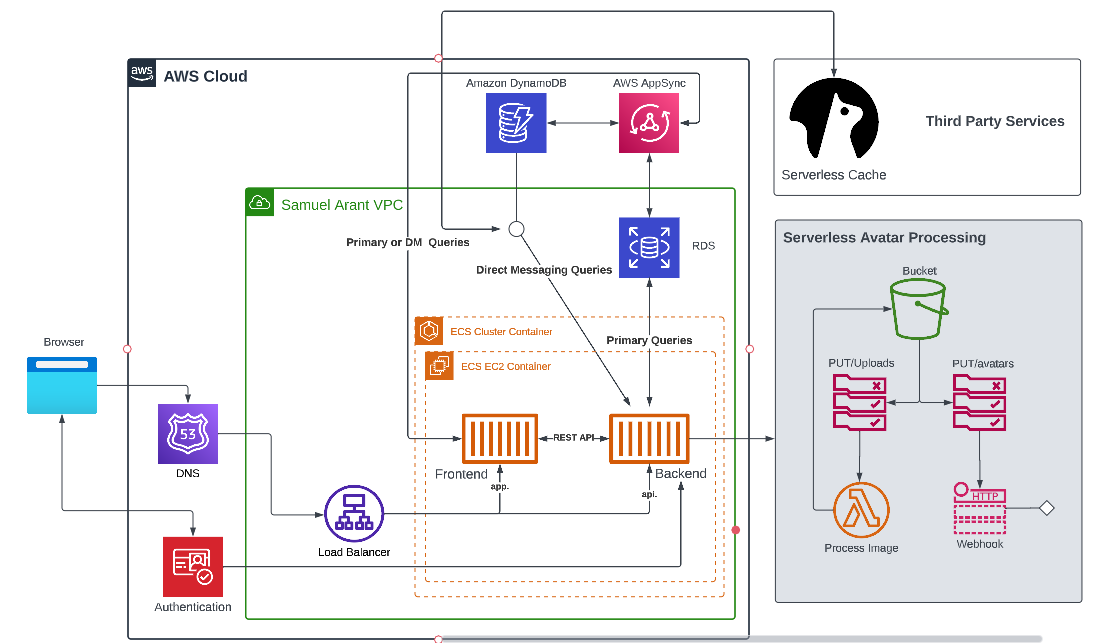 aws
AWS Cloud
Amazon DynamoDB
AWS AppSync
Third Party Services
Serverless Cache
Samuel Arant VPC
Primary or DM Queries
RDS
Direct Messaging Queries
Serverless Avatar Processing
Bucket
ECS Cluster Container
Primary Queries
Browser
ECS EC2 Container
PUT/Uploads
PUT/avatars
53
DNS
REST API
Frontend
Backend
app.
api.
HTTP
Load Balancer
Process Image
Webhook
Authentication